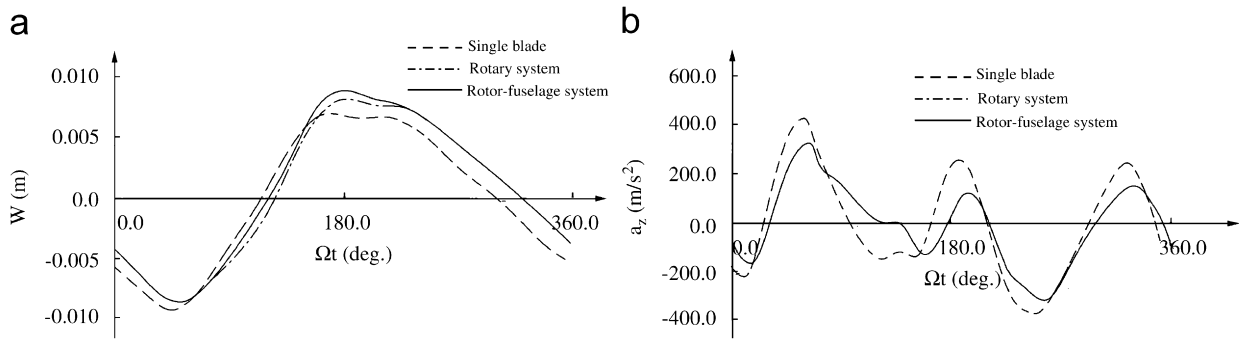 a
Single blade
Rotary system
Rotor-fuselage system
0.010
0.005
0.0
-0.005
-0.010
W (m)
0.0
180.0
360.0
Ωt (deg.)
b
Single blade
Rotary system
Rotor-fuselage system
600.0
400.0
200.0
0.0
-200.0
-400.0
a_z (m/s²)
0.0
180.0
360.0
Ωt (deg.)